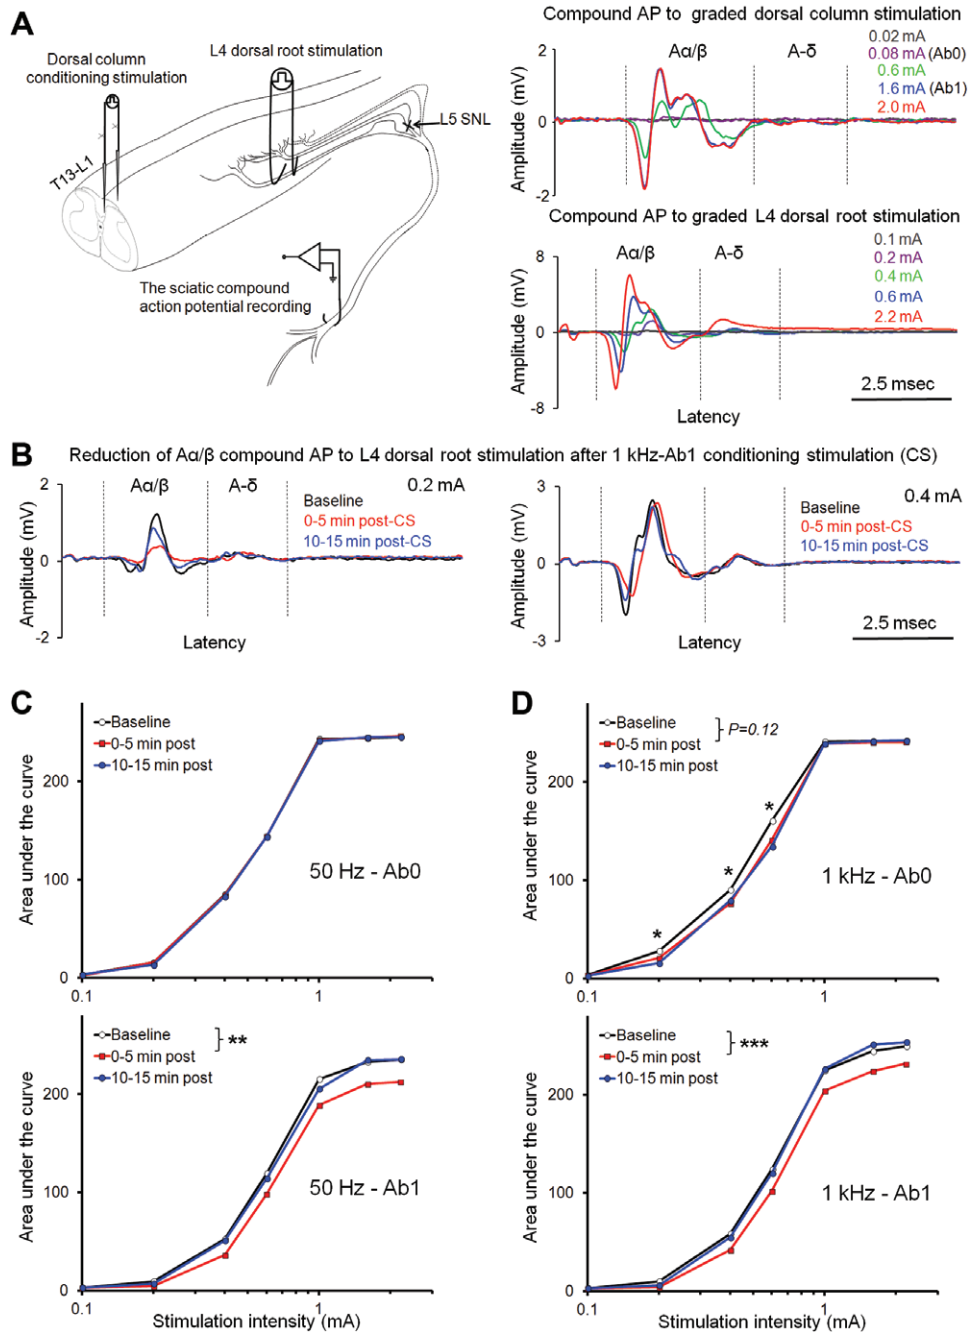 A
Dorsal column
conditioning stimulation
L4 dorsal root stimulation
L5 SNL
T13-L1
The sciatic compound
action potential recording
Compound AP to graded dorsal column stimulation
Amplitude (mV)
2
0
-2
Aα/β
A-δ
0.02 mA
0.08 mA (Ab0)
0.6 mA
1.6 mA (Ab1)
2.0 mA
Compound AP to graded L4 dorsal root stimulation
Amplitude (mV)
8
0
-8
Aα/β
A-δ
0.1 mA
0.2 mA
0.4 mA
0.6 mA
2.2 mA
2.5 msec
Latency
B
Reduction of Aα/β compound AP to L4 dorsal root stimulation after 1 kHz-Ab1 conditioning stimulation (CS)
Amplitude (mV)
2
0
-2
Aα/β
A-δ
0.2 mA
Baseline
0-5 min post-CS
10-15 min post-CS
Latency
Amplitude (mV)
3
0
-3
Aα/β
A-δ
0.4 mA
Baseline
0-5 min post-CS
10-15 min post-CS
2.5 msec
Latency
C
Area under the curve
200
100
0
Baseline
0-5 min post
10-15 min post
50 Hz - Ab0
0.1
1
Area under the curve
200
100
0
Baseline
0-5 min post
10-15 min post
**
50 Hz - Ab1
0.1
1
Stimulation intensity (mA)
D
Area under the curve
200
100
0
Baseline
0-5 min post
10-15 min post
P=0.12
*
*
*
1 kHz - Ab0
0.1
1
Area under the curve
200
100
0
Baseline
0-5 min post
10-15 min post
***
1 kHz - Ab1
0.1
1
Stimulation intensity (mA)